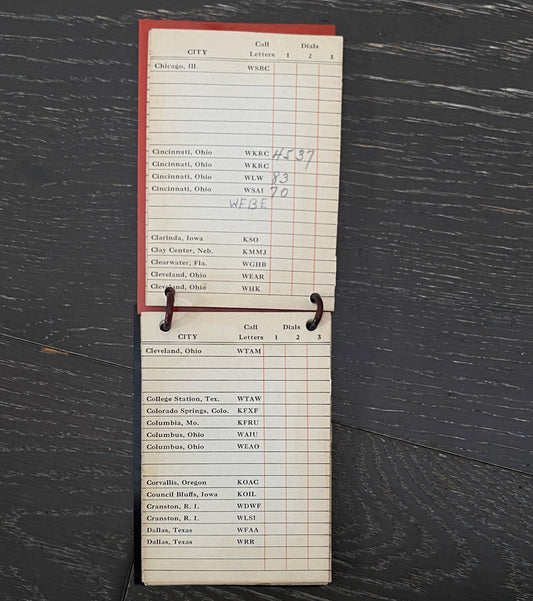 CITY Call Letters Dials 1 2 3
Chicago, Ill. WSBC
Cincinnati, Ohio WKRC 45 37
Cincinnati, Ohio WKRC
Cincinnati, Ohio WLW 83
Cincinnati, Ohio WSAI 70
WFBE
Clarinda, Iowa KSO
Clay Center, Neb. KMMJ
Clearwater, Fla. WGHB
Cleveland, Ohio WEAR
Cleveland, Ohio WHK
CITY Call Letters Dials 1 2 3
Cleveland, Ohio WTAM
College Station, Tex. WTAW
Colorado Springs, Colo. KFXF
Columbia, Mo. KFRU
Columbus, Ohio WAIU
Columbus, Ohio WEAO
Corvallis, Oregon KOAC
Council Bluffs, Iowa KOIL
Cranston, R. I. WDWF
Cranston, R. I. WLSI
Dallas, Texas WFAA
Dallas, Texas WRR